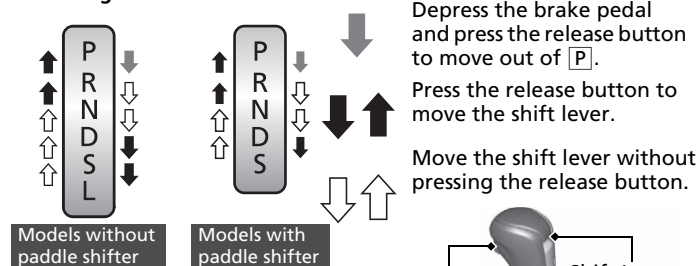 P
R
N
D
S
L
Models without
paddle shifter
P
R
N
D
S
Models with
paddle shifter
Depress the brake pedal
and press the release button
to move out of P.
Press the release button to
move the shift lever.
Move the shift lever without
pressing the release button.